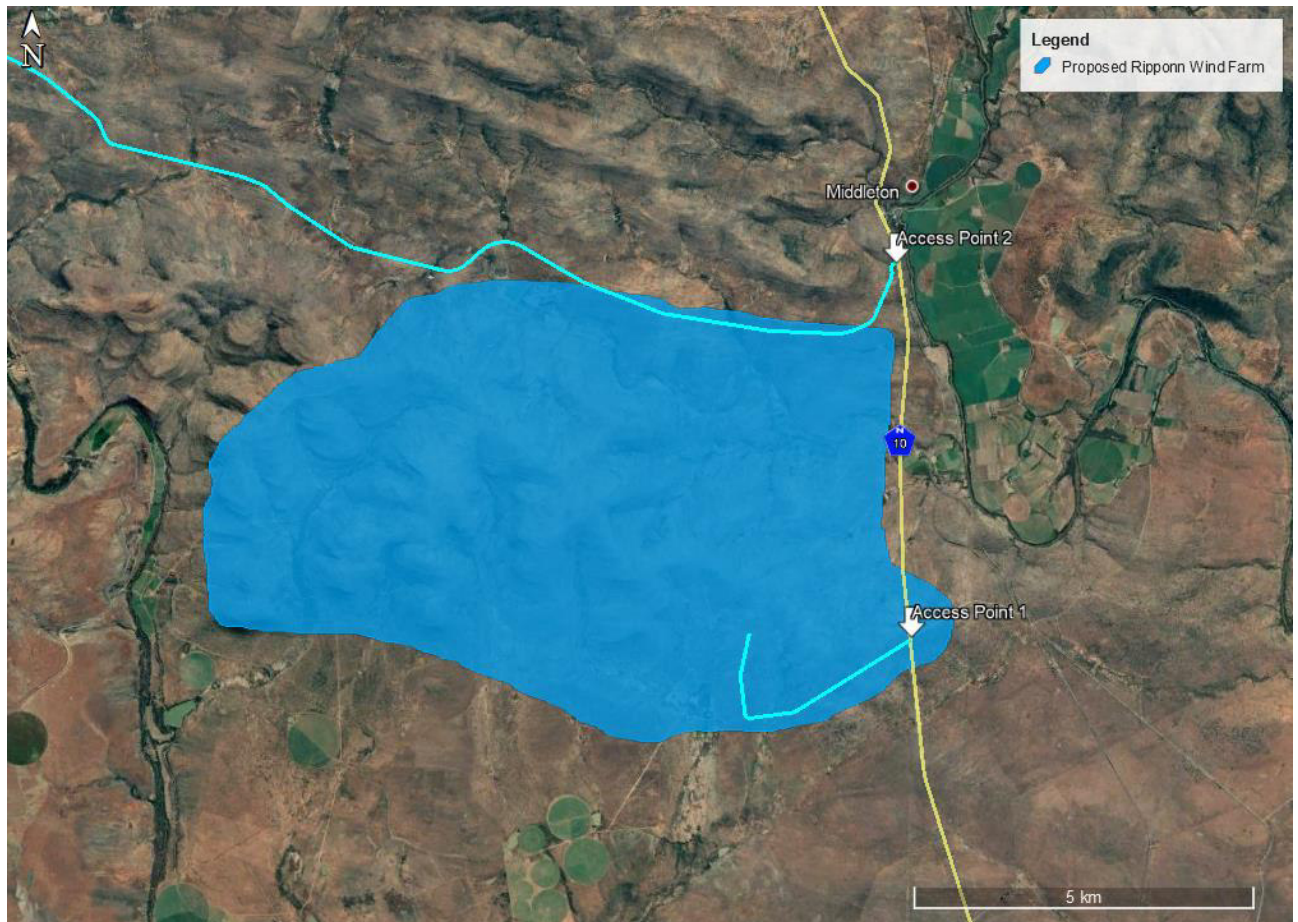 N
Legend
Proposed Ripponn Wind Farm
Middleton
Access Point 2
N
10
Access Point 1
5 km